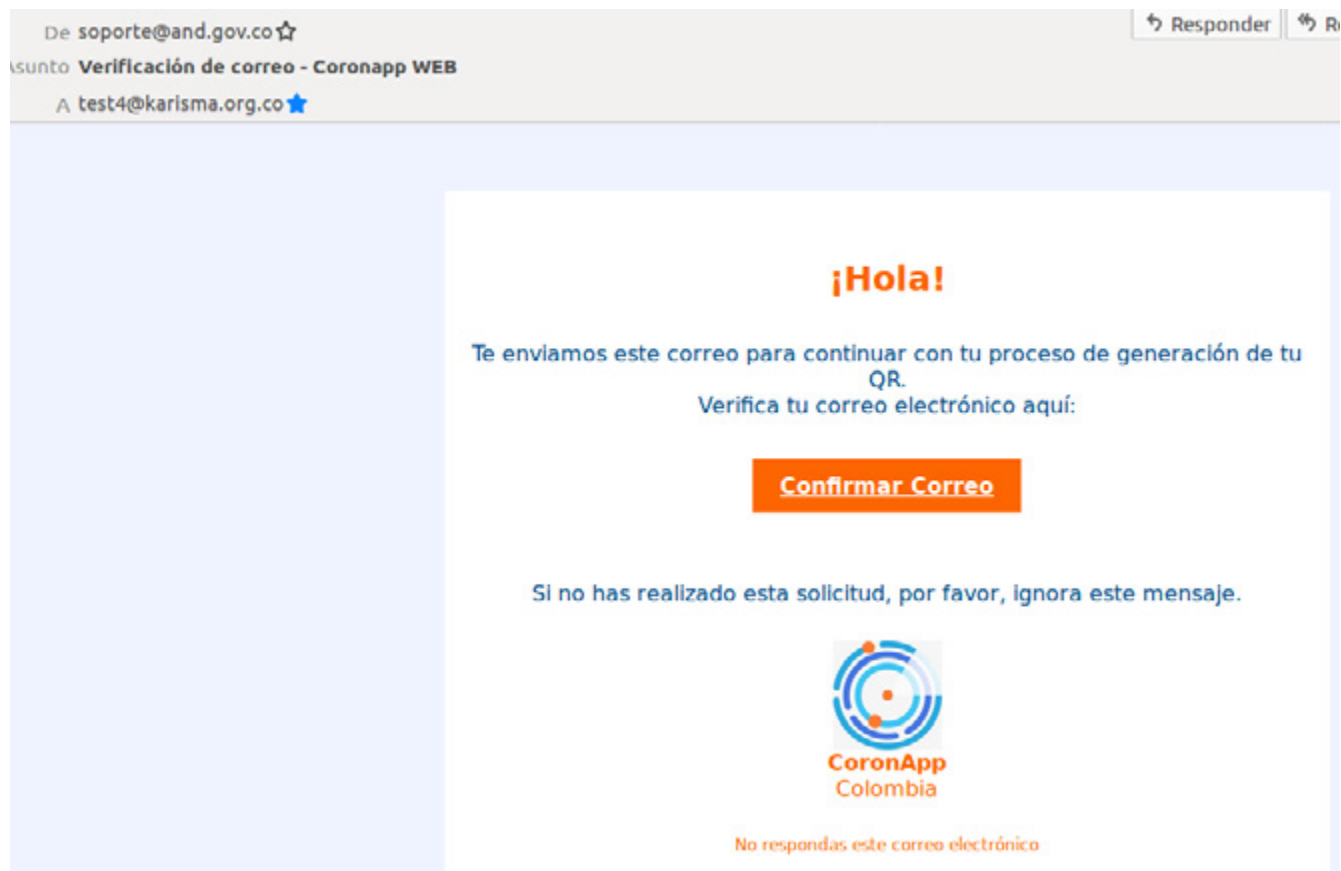 De soporte@and.gov.co
Asunto Verificación de correo - Coronapp WEB
A test4@karisma.org.co
Responder
¡Hola!
Te enviamos este correo para continuar con tu proceso de generación de tu
QR.
Verifica tu correo electrónico aquí:
Confirmar Correo
Si no has realizado esta solicitud, por favor, ignora este mensaje.
CoronApp
Colombia
No respondas este correo electrónico